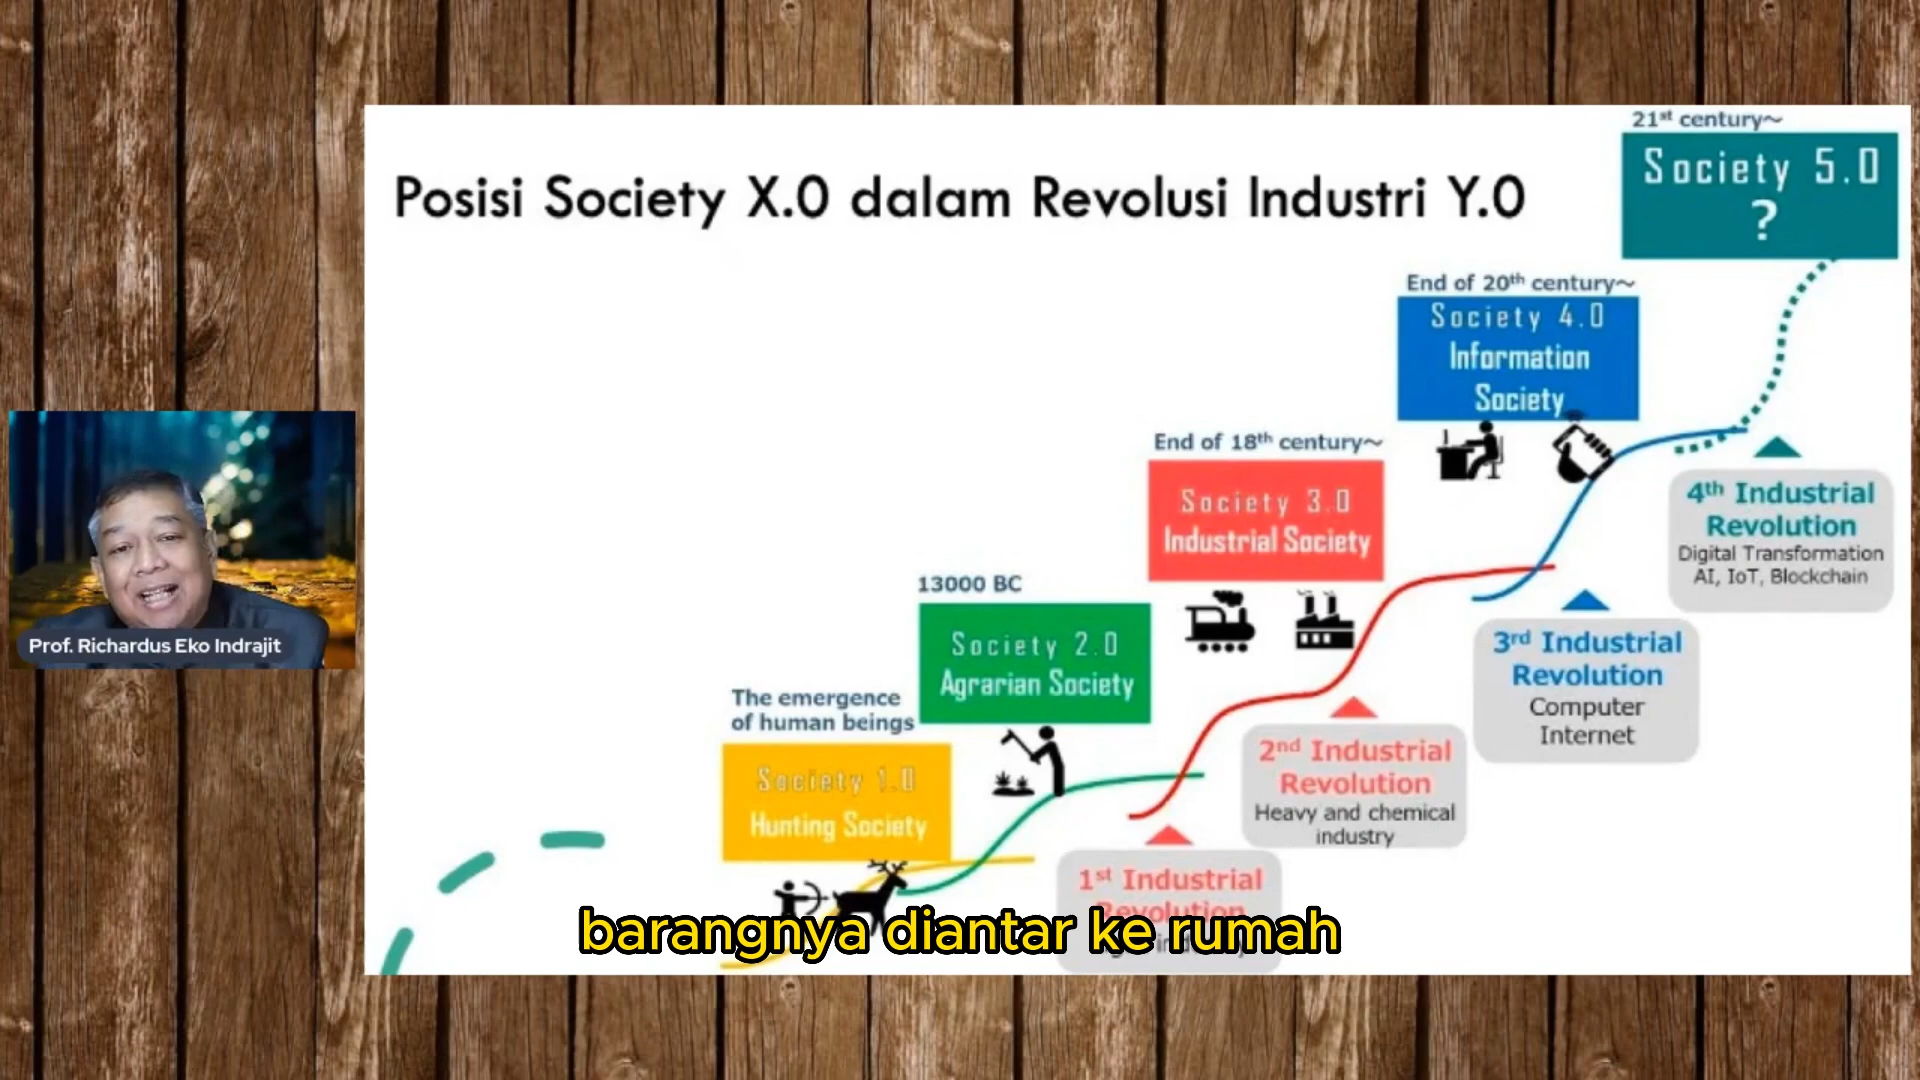 21st century~
Society 5.0
?
Posisi Society X.0 dalam Revolusi Industri Y.0
End of 20th century~
Society 4.0
Information
Society
End of 18th century~
Society 3.0
Industrial Society
4th Industrial
Revolution
Digital Transformation
AI, IoT, Blockchain
13000 BC
Society 2.0
Agrarian Society
3rd Industrial
Revolution
Computer
Internet
The emergence
of human beings
Society 1.0
Hunting Society
2nd Industrial
Revolution
Heavy and chemical
industry
1st Industrial
Revolution
Prof. Richardus Eko Indrajit
barangnya diantar ke rumah